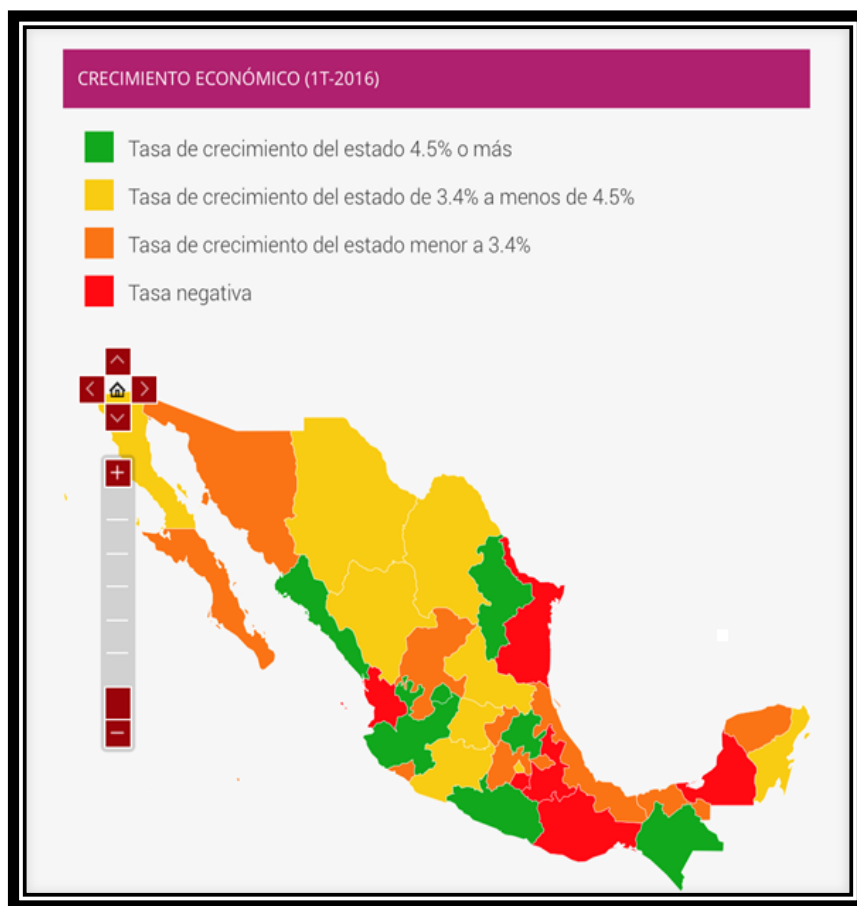 CRECIMIENTO ECONÓMICO (1T-2016)
Tasa de crecimiento del estado 4.5% o más
Tasa de crecimiento del estado de 3.4% a menos de 4.5%
Tasa de crecimiento del estado menor a 3.4%
Tasa negativa